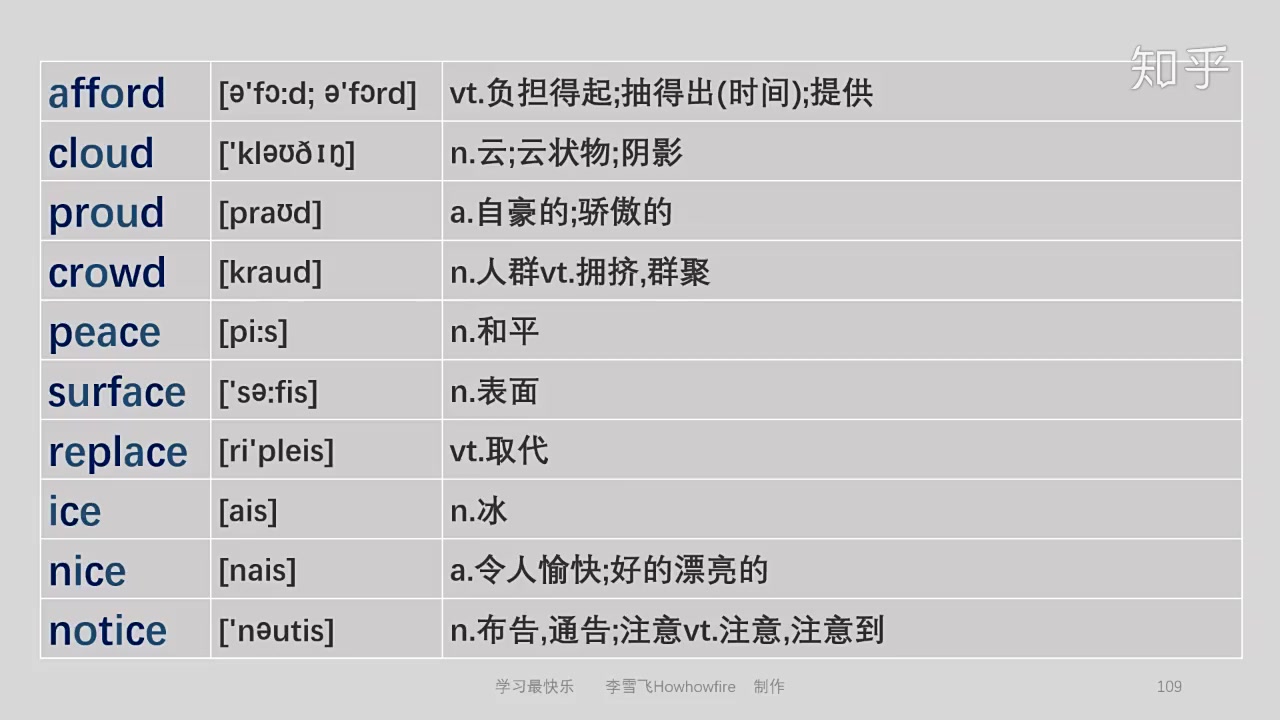 知乎
afford ['ə'fɔ:d; ə'fɔrd] vt.负担得起;抽得出(时间);提供
cloud ['kləʊðɪŋ] n.云;云状物;阴影
proud [praʊd] a.自豪的;骄傲的
crowd [kraud] n.人群vt.拥挤,群聚
peace [pi:s] n.和平
surface ['sə:fis] n.表面
replace [ri'pleis] vt.取代
ice [ais] n.冰
nice [nais] a.令人愉快;好的漂亮的
notice ['nəutis] n.布告,通告;注意vt.注意,注意到
学习最快乐 李雪飞Howhowfire 制作 109